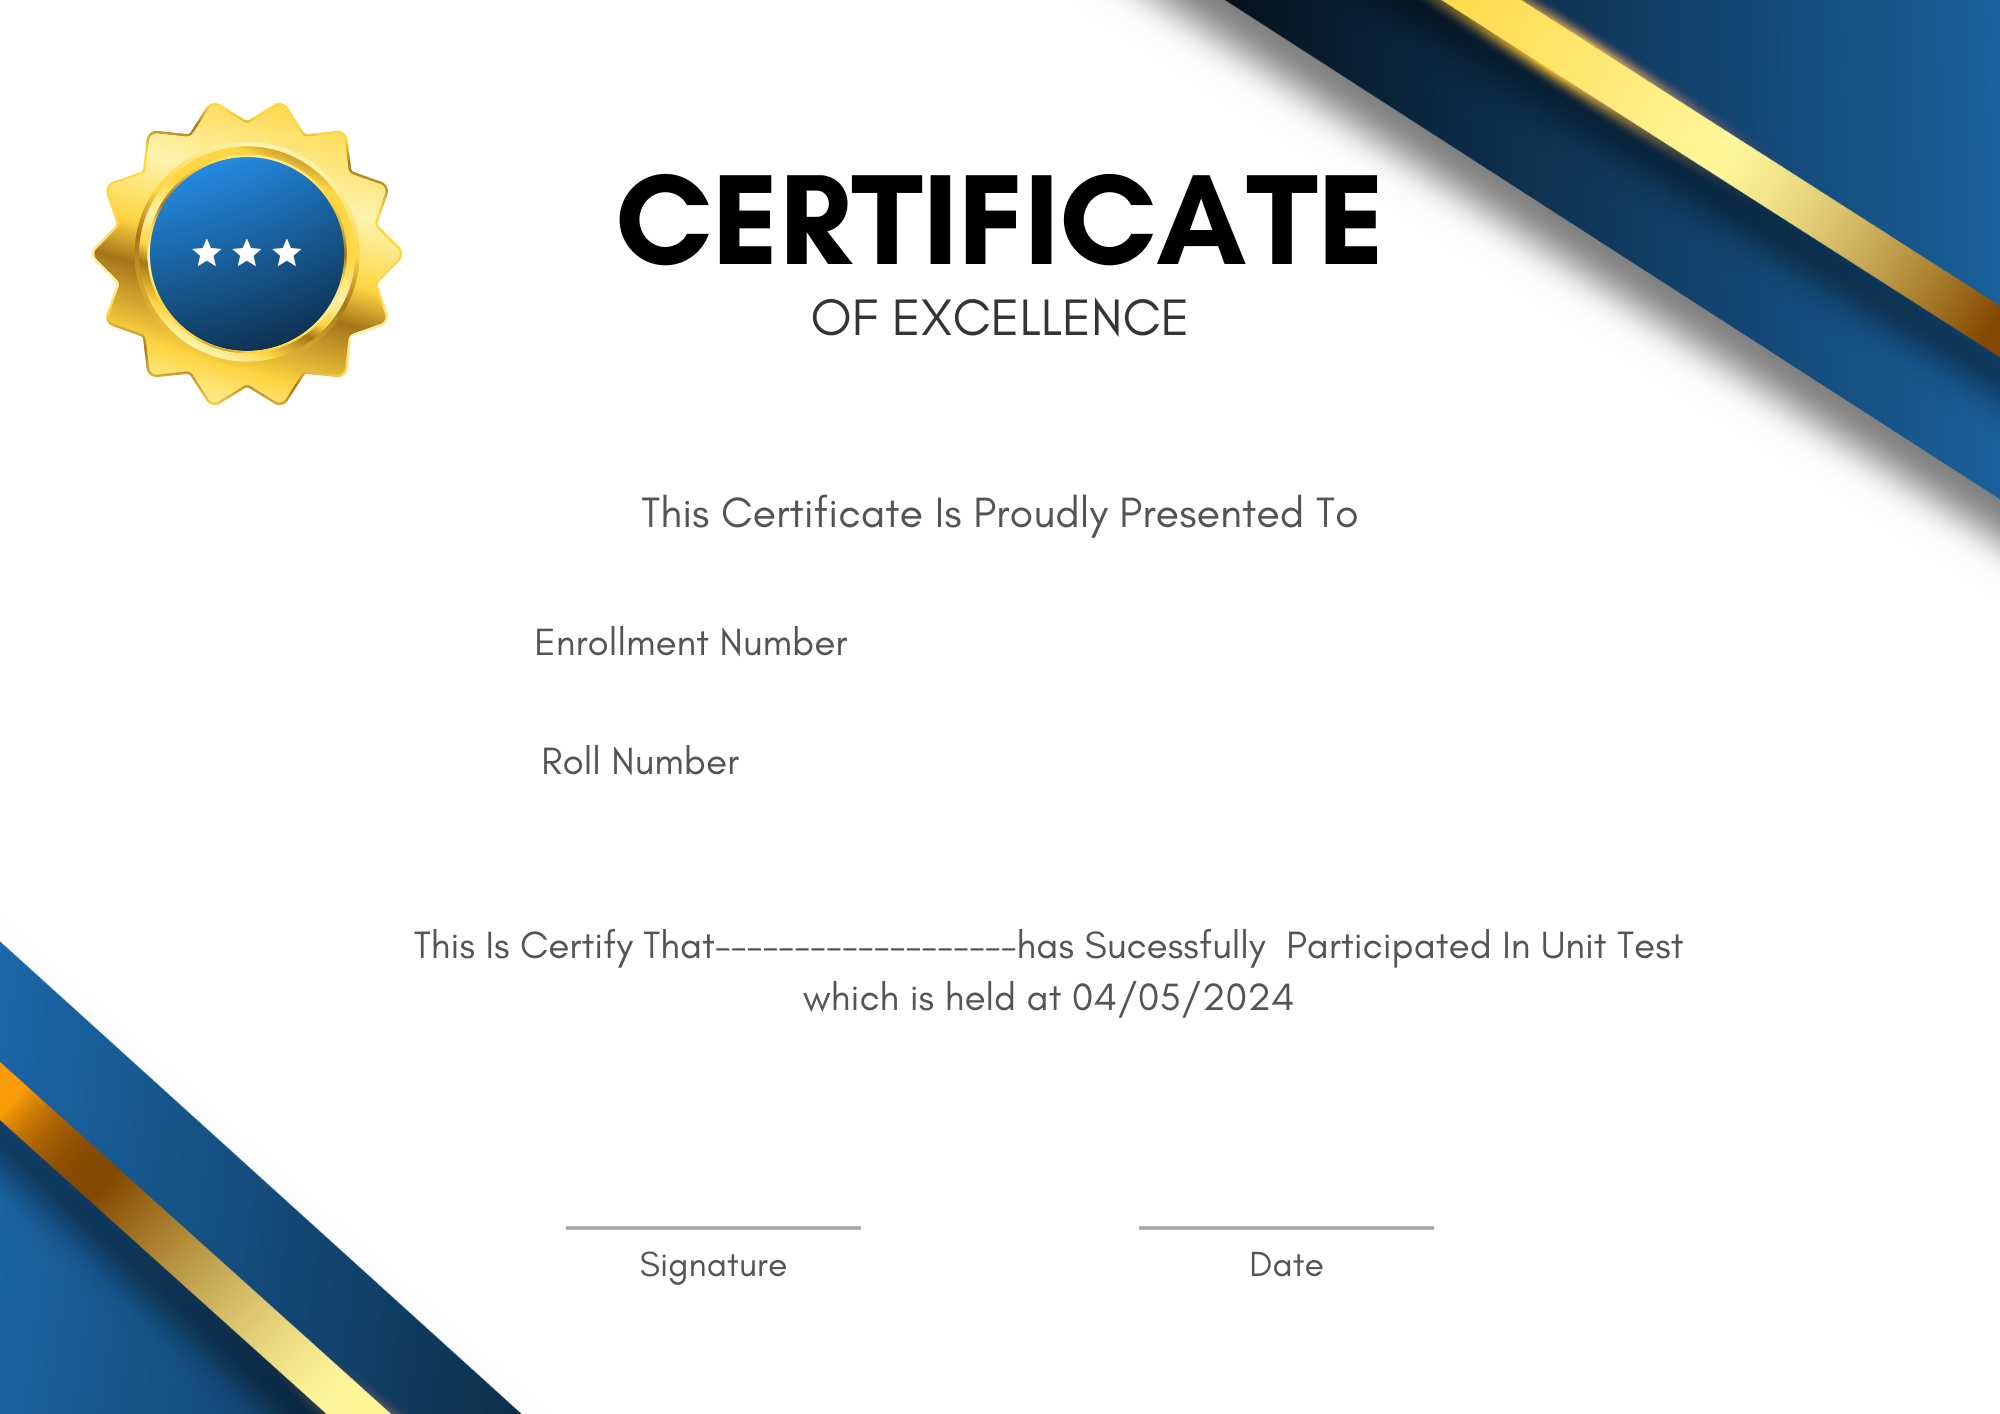 CERTIFICATE
OF EXCELLENCE
This Certificate Is Proudly Presented To
Enrollment Number
Roll Number
This Is Certify That-------------------has Sucessfully  Participated In Unit Test
which is held at 04/05/2024
Signature
Date